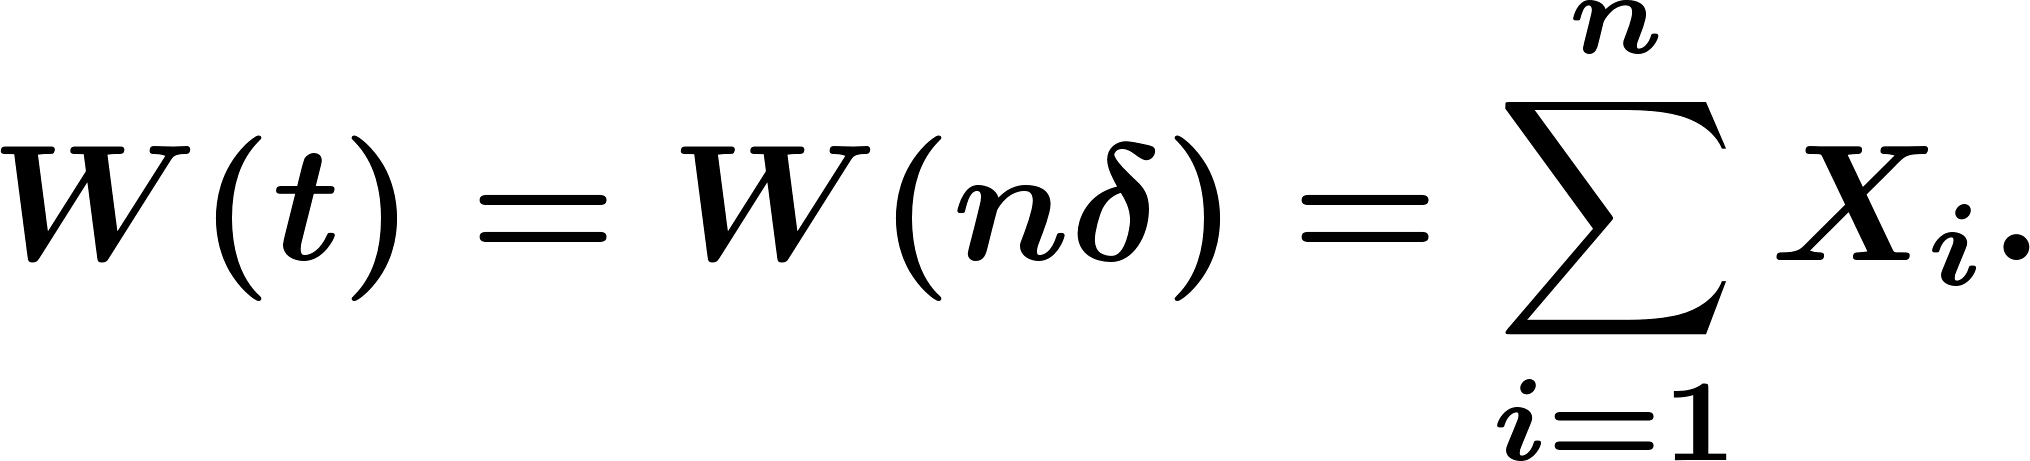 W(t) = W(nδ) = ∑_{i=1}^{n} X_i.